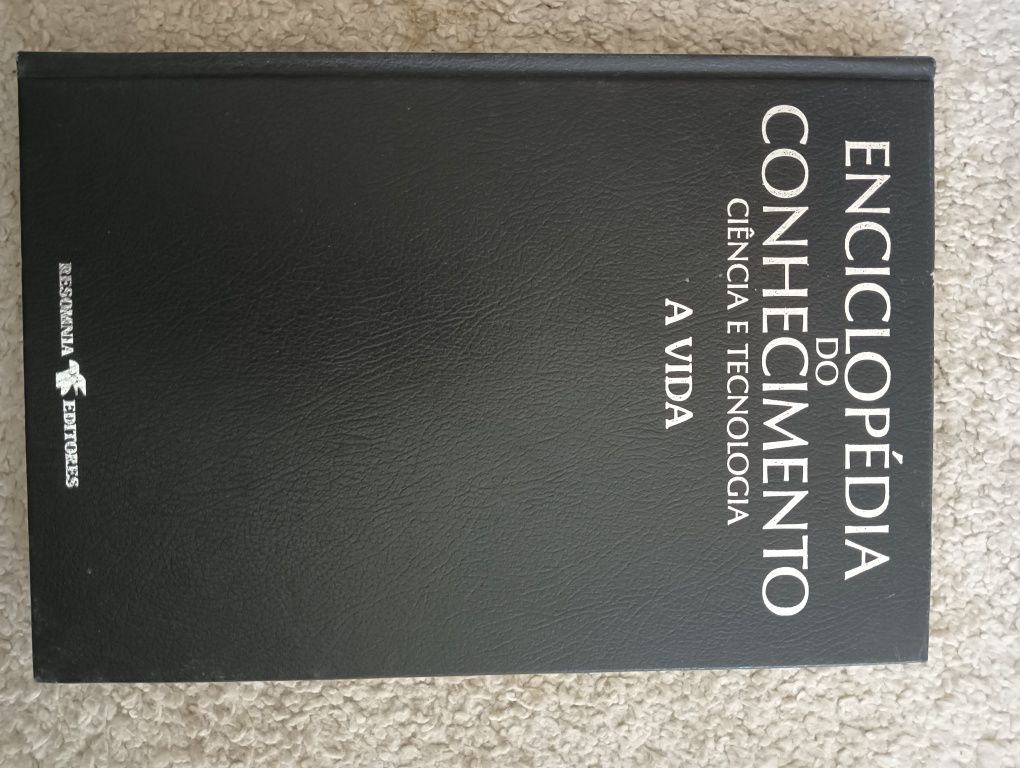 ENCICLOPÉDIA
DO
CONHECIMENTO
CIÊNCIA E TECNOLOGIA
A VIDA
RESOMNIA EDITORES